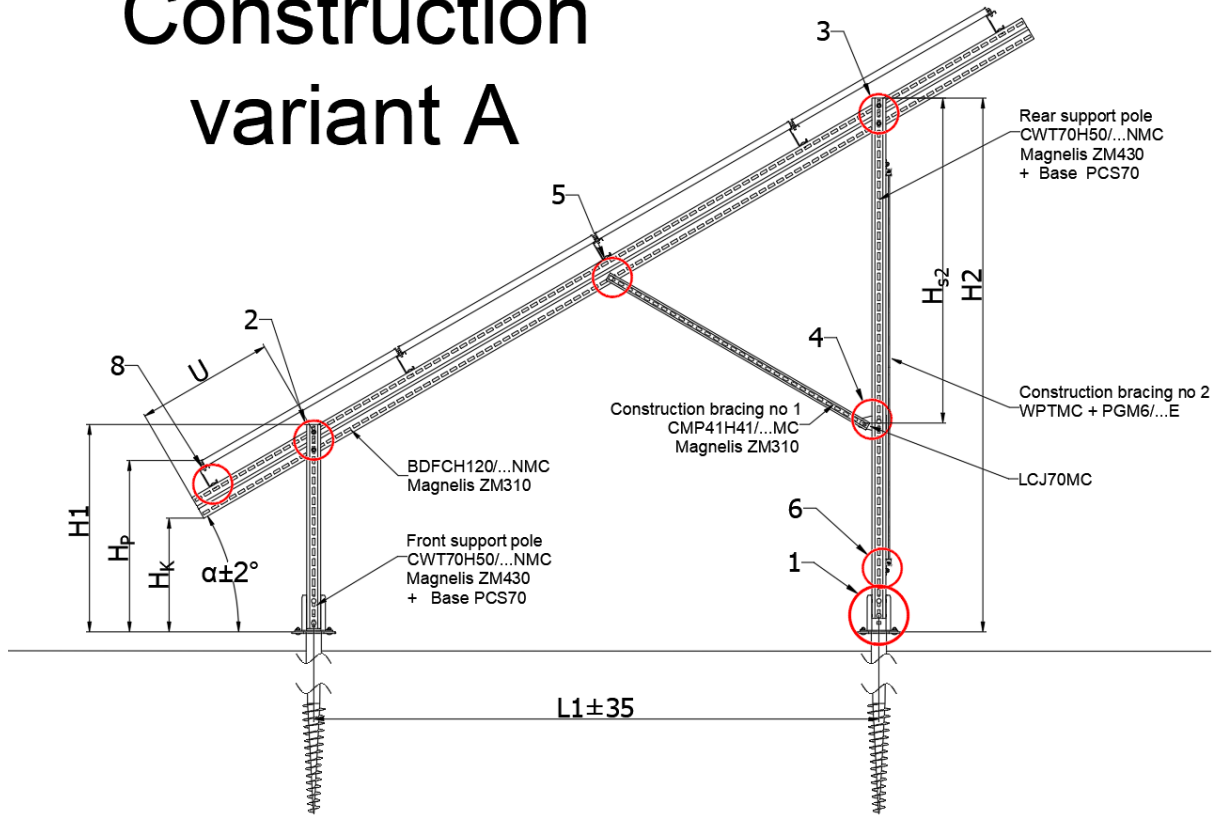 Construction
variant A
3
Rear support pole
CWT70H50/...NMC
Magnelis ZM430
+ Base PCS70
5
Hs2
H2
2
U
4
8
Construction bracing no 1
CMP41H41/...MC
Magnelis ZM310
Construction bracing no 2
WPTMC + PGM6/...E
BDFCH120/...NMC
Magnelis ZM310
LCJ70MC
H1
HP
HK
α±2°
6
Front support pole
CWT70H50/...NMC
Magnelis ZM430
+ Base PCS70
1
L1±35